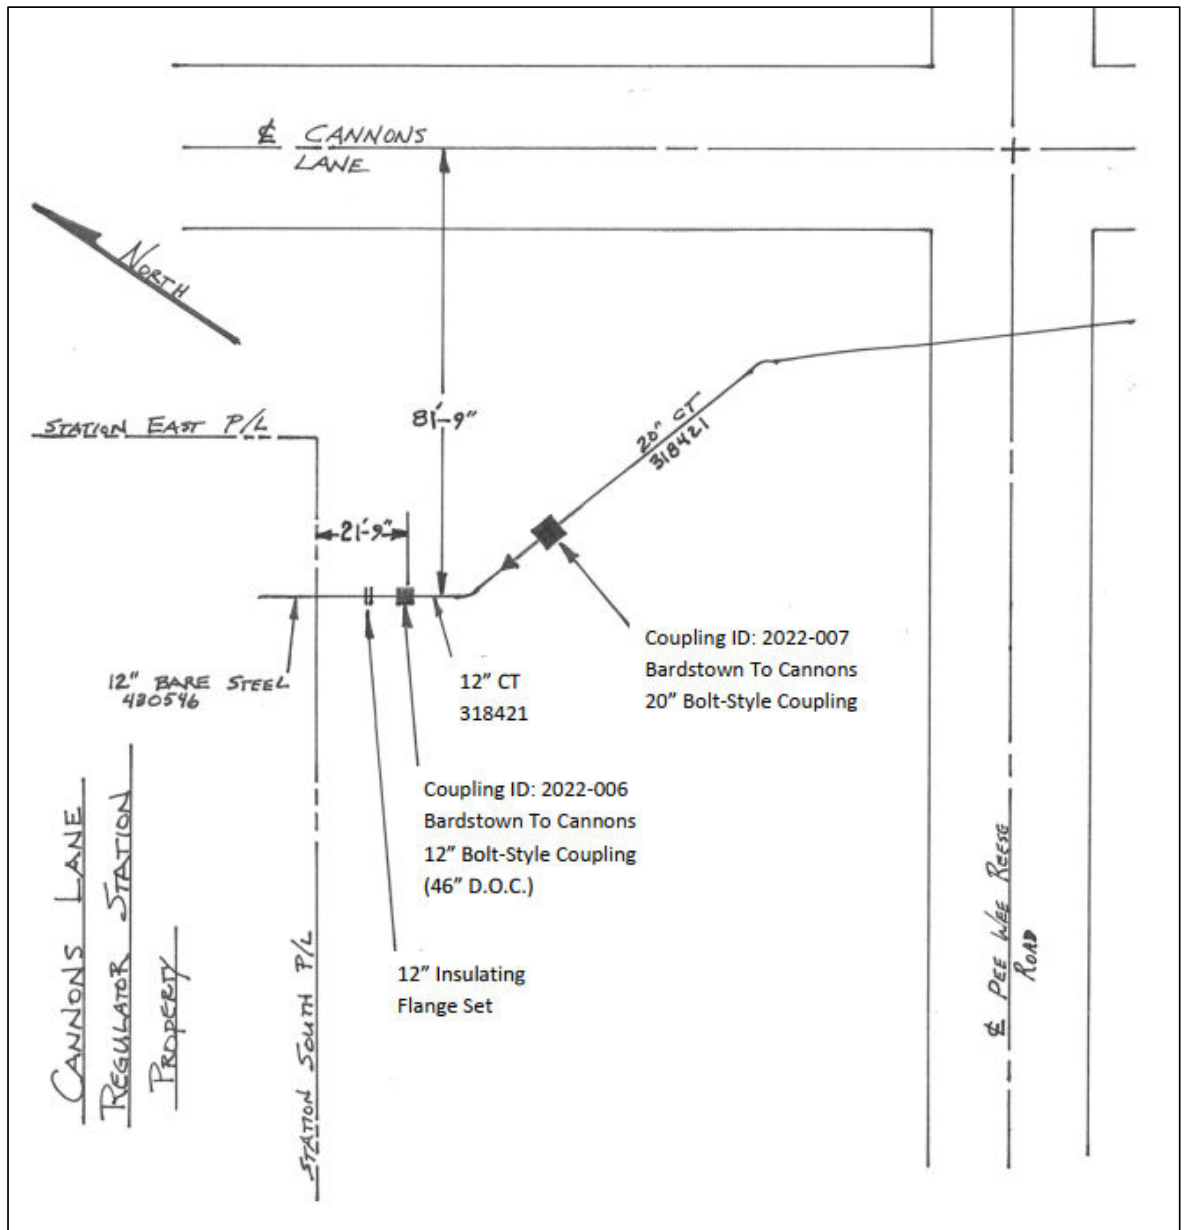 ℄ CANNONS
LANE
NORTH
STATION EAST P/L
81'-9"
20" CT
318421
21'-9"
Coupling ID: 2022-007
Bardstown To Cannons
20" Bolt-Style Coupling
12" BARE STEEL
480546
12" CT
318421
Coupling ID: 2022-006
Bardstown To Cannons
12" Bolt-Style Coupling
(46" D.O.C.)
12" Insulating
Flange Set
CANNONS LANE
REGULATOR STATION
PROPERTY
STATION SOUTH P/L
℄ PEE WEE REESE
ROAD